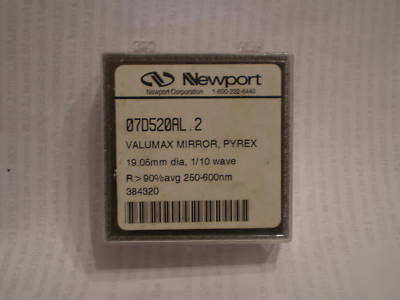 Newport
Newport Corporation 1-800-222-6440
07D520AL.2
VALUMAX MIRROR, PYREX
19.05mm dia, 1/10 wave
R>90%avg 250-600nm
384320